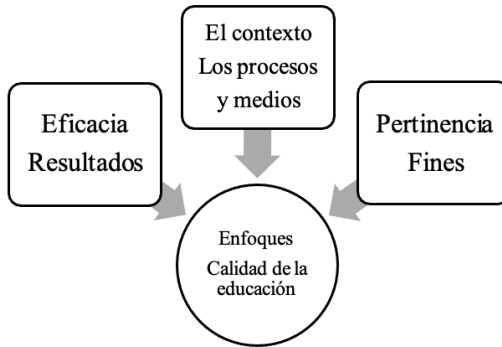 El contexto
Los procesos
y medios
Eficacia
Resultados
Pertinencia
Fines
Enfoques
Calidad de la
educación